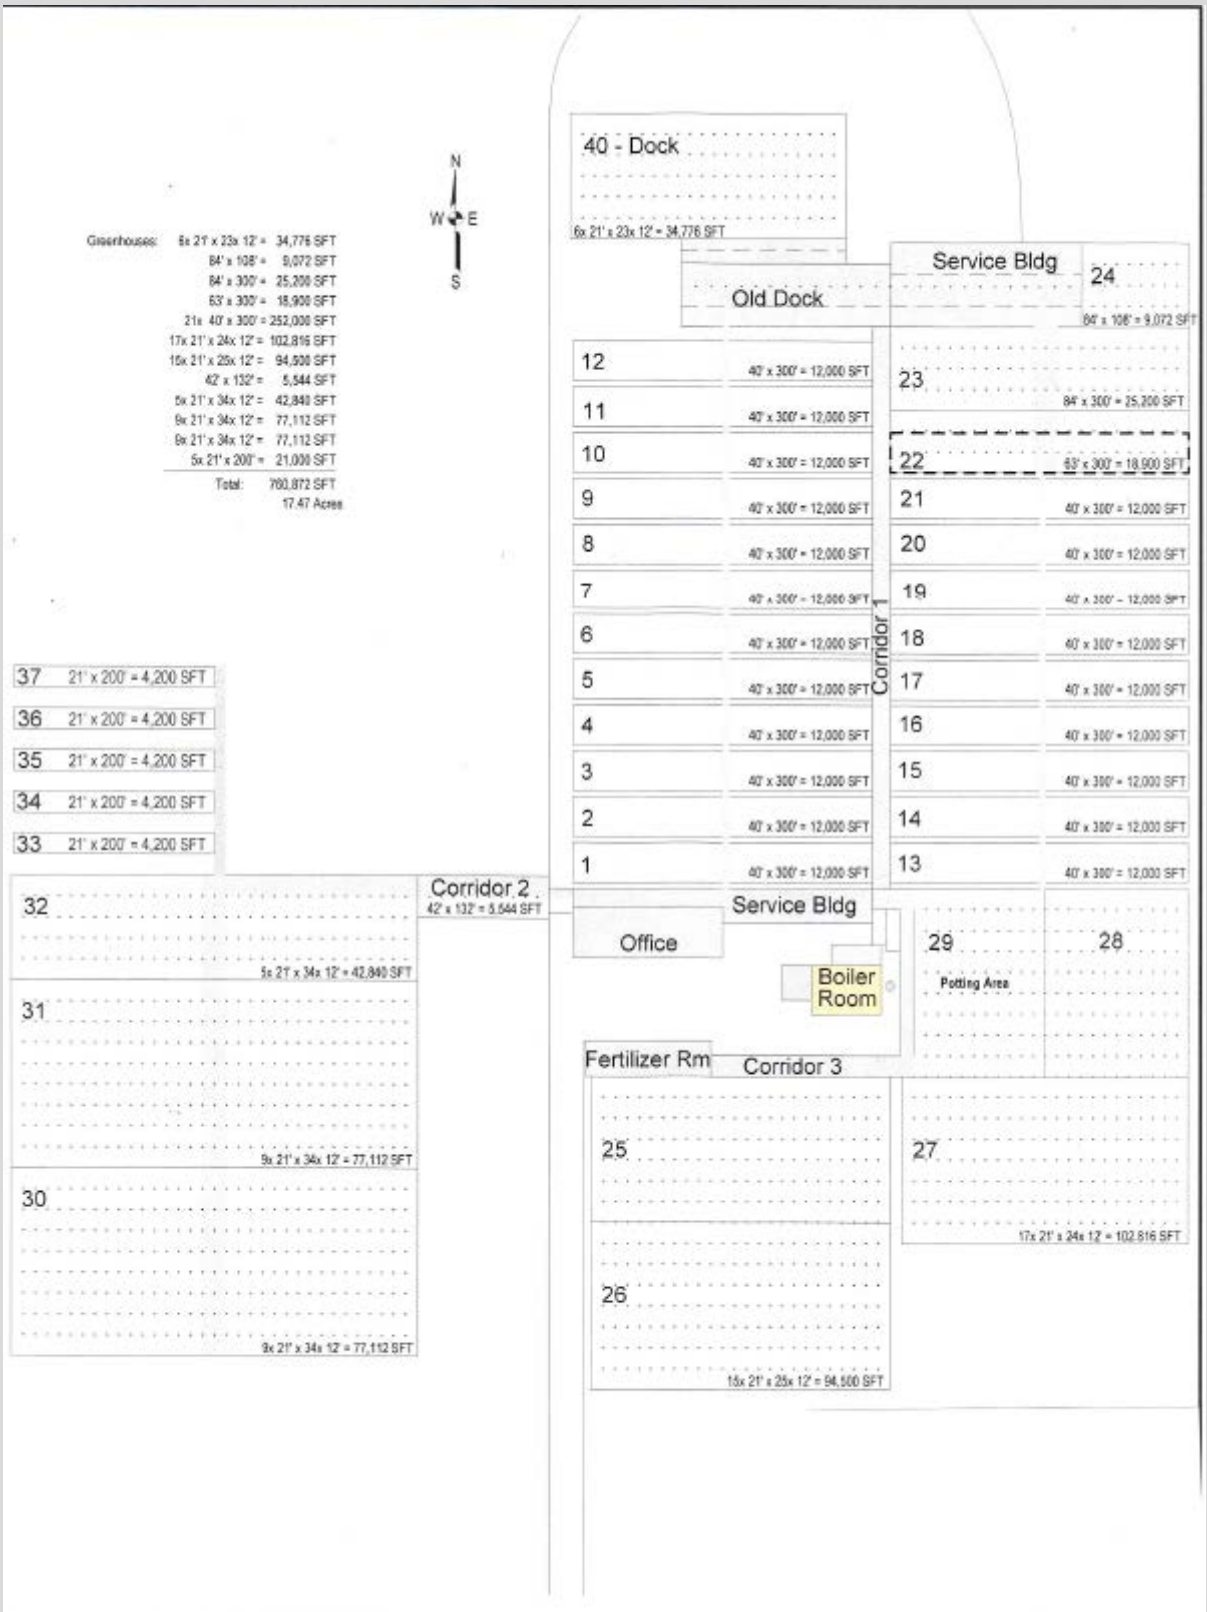 N
W E
S
Greenhouses: 6x 21' x 23x 12' = 34,776 SFT
84' x 108' = 9,072 SFT
84' x 300' = 25,200 SFT
63' x 300' = 18,900 SFT
21x 40' x 300' = 252,000 SFT
17x 21' x 24x 12' = 102,816 SFT
15x 21' x 25x 12' = 94,500 SFT
42' x 132' = 5,544 SFT
5x 21' x 34x 12' = 42,840 SFT
9x 21' x 34x 12' = 77,112 SFT
9x 21' x 34x 12' = 77,112 SFT
5x 21' x 200' = 21,000 SFT
Total: 760,872 SFT
17.47 Acres
40 - Dock
6x 21' x 23x 12' = 34,776 SFT
Old Dock
Service Bldg
24
84' x 108' = 9,072 SFT
23
84' x 300' = 25,200 SFT
22 63' x 300' = 18,900 SFT
12 40' x 300' = 12,000 SFT
11 40' x 300' = 12,000 SFT
10 40' x 300' = 12,000 SFT
9 40' x 300' = 12,000 SFT
8 40' x 300' = 12,000 SFT
7 40' x 300' = 12,000 SFT
6 40' x 300' = 12,000 SFT
5 40' x 300' = 12,000 SFT
4 40' x 300' = 12,000 SFT
3 40' x 300' = 12,000 SFT
2 40' x 300' = 12,000 SFT
1 40' x 300' = 12,000 SFT
Corridor 1
21 40' x 300' = 12,000 SFT
20 40' x 300' = 12,000 SFT
19 40' x 300' = 12,000 SFT
18 40' x 300' = 12,000 SFT
17 40' x 300' = 12,000 SFT
16 40' x 300' = 12,000 SFT
15 40' x 300' = 12,000 SFT
14 40' x 300' = 12,000 SFT
13 40' x 300' = 12,000 SFT
37 21' x 200' = 4,200 SFT
36 21' x 200' = 4,200 SFT
35 21' x 200' = 4,200 SFT
34 21' x 200' = 4,200 SFT
33 21' x 200' = 4,200 SFT
32
5x 21' x 34x 12' = 42,840 SFT
31
9x 21' x 34x 12' = 77,112 SFT
30
9x 21' x 34x 12' = 77,112 SFT
Corridor 2
42' x 132' = 5,544 SFT
Service Bldg
Office
Boiler
Room
29
Potting Area
28
Fertilizer Rm
Corridor 3
25
26
15x 21' x 25x 12' = 94,500 SFT
27
17x 21' x 24x 12' = 102,816 SFT